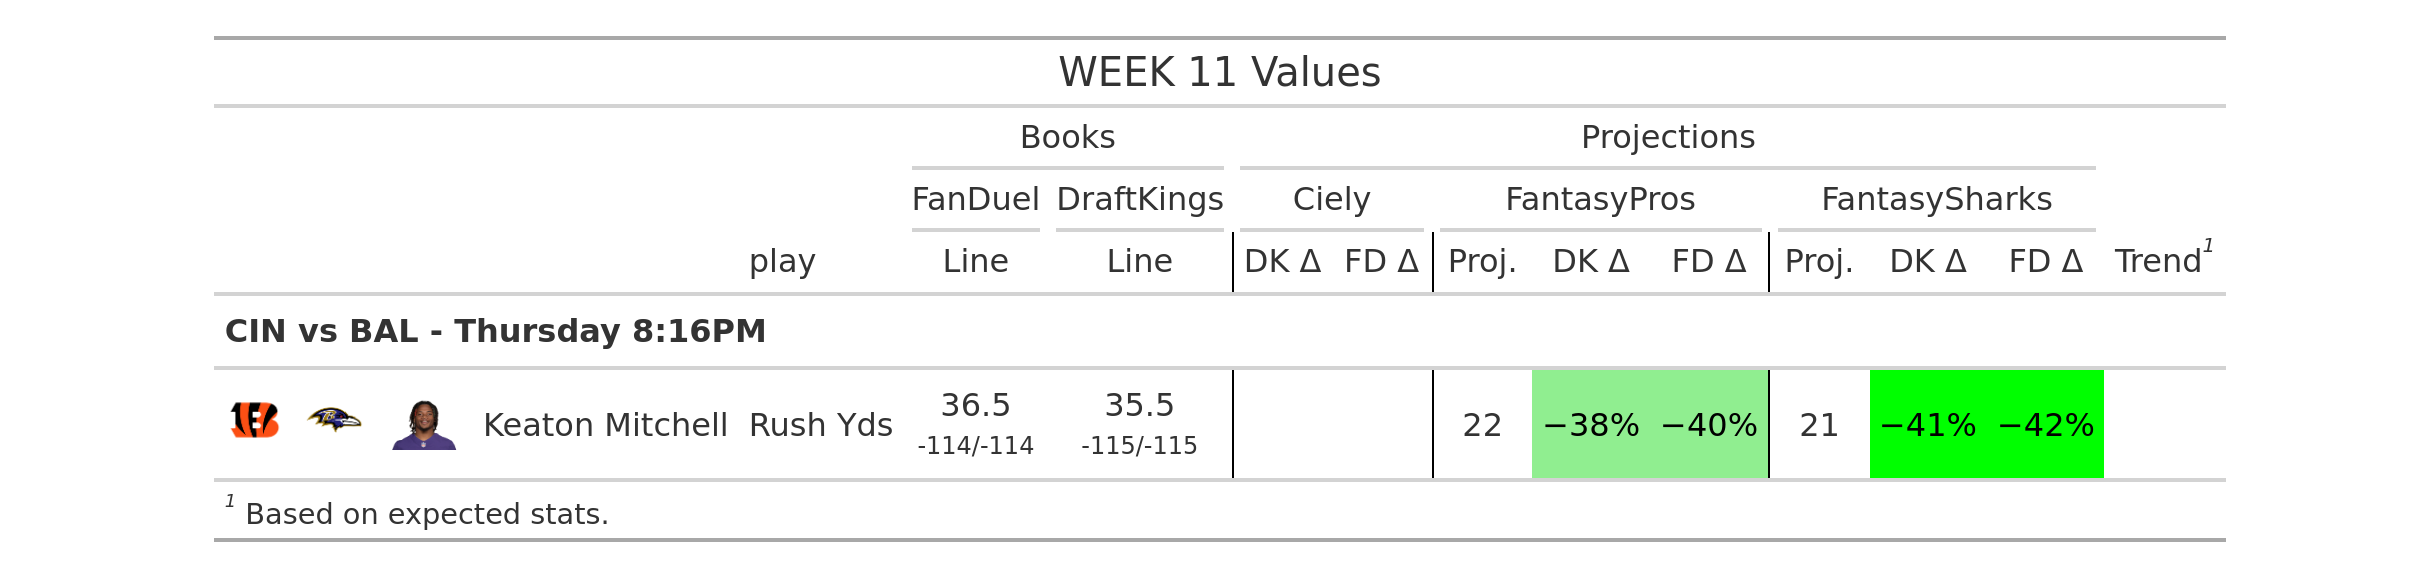 WEEK 11 Values
Books Projections
FanDuel DraftKings Ciely FantasyPros FantasySharks
play Line Line DK Δ FD Δ Proj. DK Δ FD Δ Proj. DK Δ FD Δ Trend1
CIN vs BAL - Thursday 8:16PM
Keaton Mitchell Rush Yds 36.5 35.5 22 −38% −40% 21 −41% −42%
-114/-114 -115/-115
1 Based on expected stats.